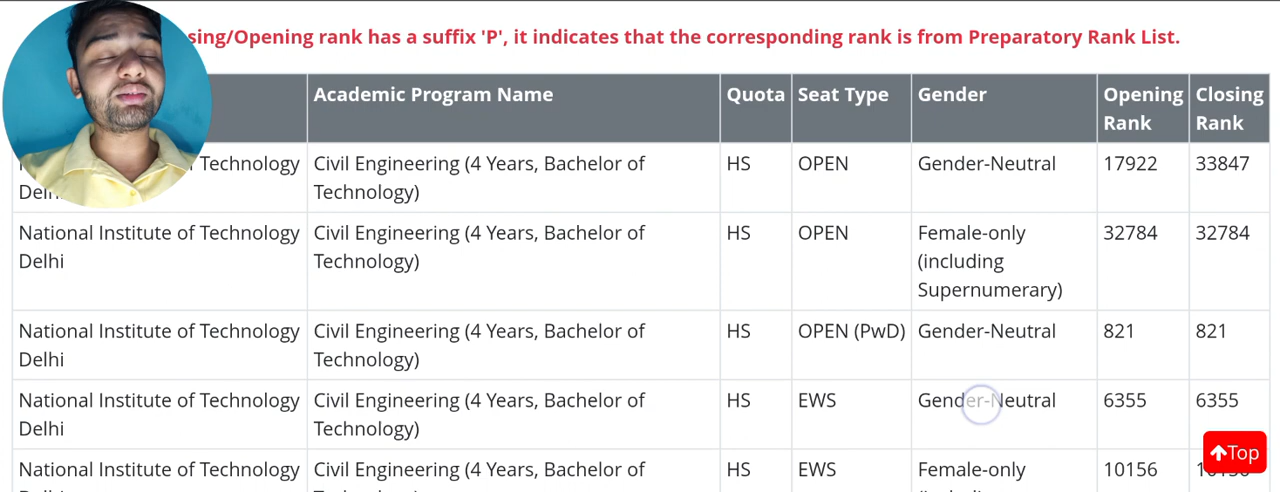 sing/Opening rank has a suffix 'P', it indicates that the corresponding rank is from Preparatory Rank List.
Academic Program Name Quota Seat Type Gender Opening Rank Closing Rank
of Technology Civil Engineering (4 Years, Bachelor of Technology) HS OPEN Gender-Neutral 17922 33847
National Institute of Technology Delhi Civil Engineering (4 Years, Bachelor of Technology) HS OPEN Female-only (including Supernumerary) 32784 32784
National Institute of Technology Delhi Civil Engineering (4 Years, Bachelor of Technology) HS OPEN (PwD) Gender-Neutral 821 821
National Institute of Technology Delhi Civil Engineering (4 Years, Bachelor of Technology) HS EWS Gender-Neutral 6355 6355
National Institute of Technology Civil Engineering (4 Years, Bachelor of HS EWS Female-only 10156
Top